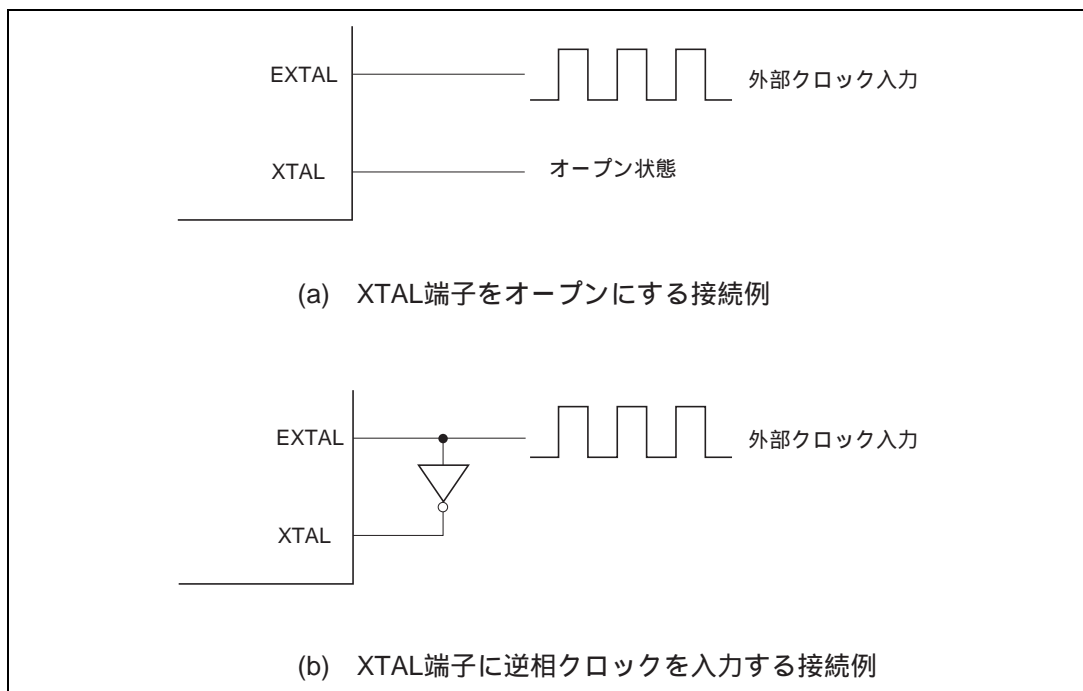 EXTAL
外部クロック入力
XTAL
オープン状態
(a) XTAL端子をオープンにする接続例
EXTAL
外部クロック入力
XTAL
(b) XTAL端子に逆相クロックを入力する接続例